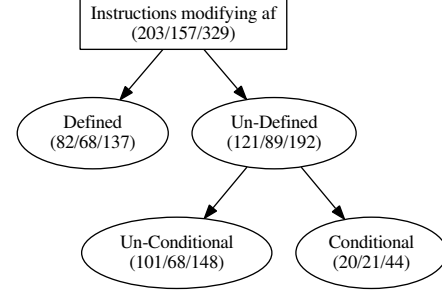 Instructions modifying af
(203/157/329)
Defined
(82/68/137)
Un-Defined
(121/89/192)
Un-Conditional
(101/68/148)
Conditional
(20/21/44)